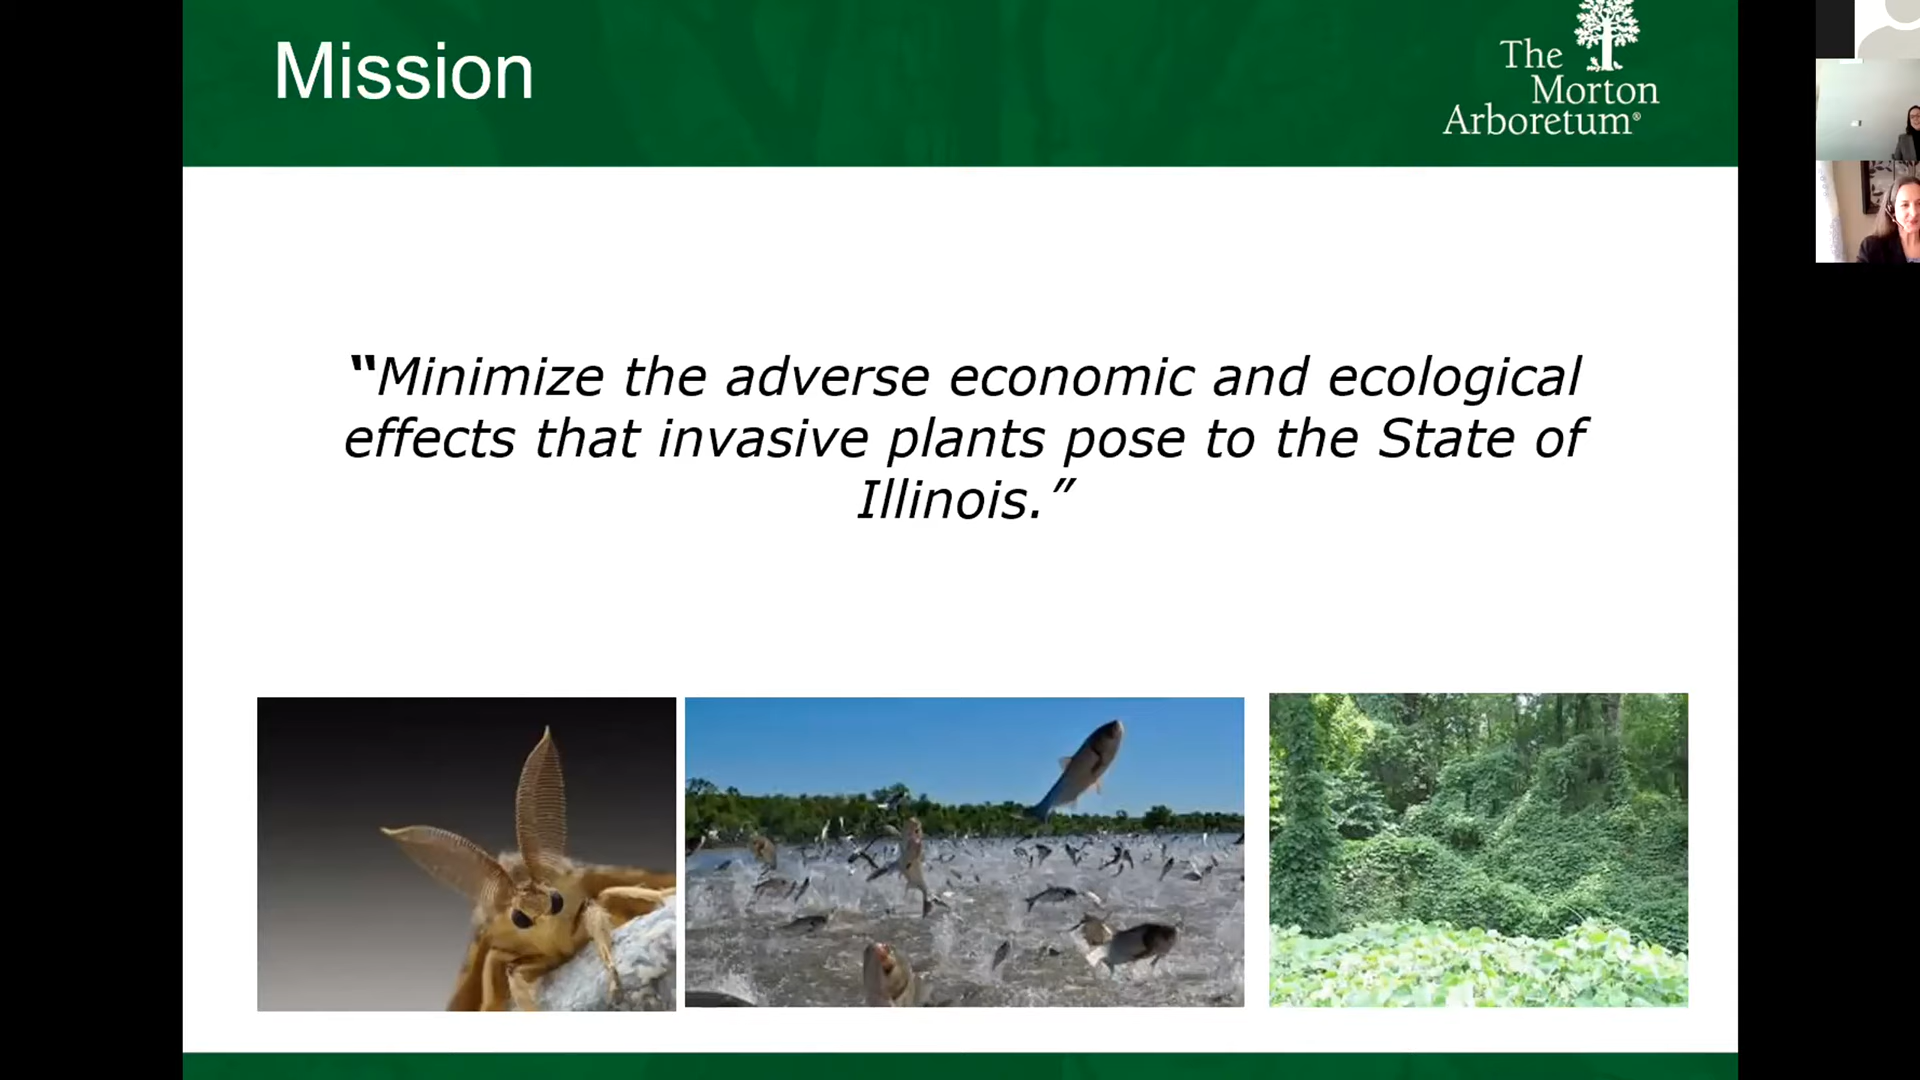 Mission
The
Morton
Arboretum®
“Minimize the adverse economic and ecological
effects that invasive plants pose to the State of
Illinois.”